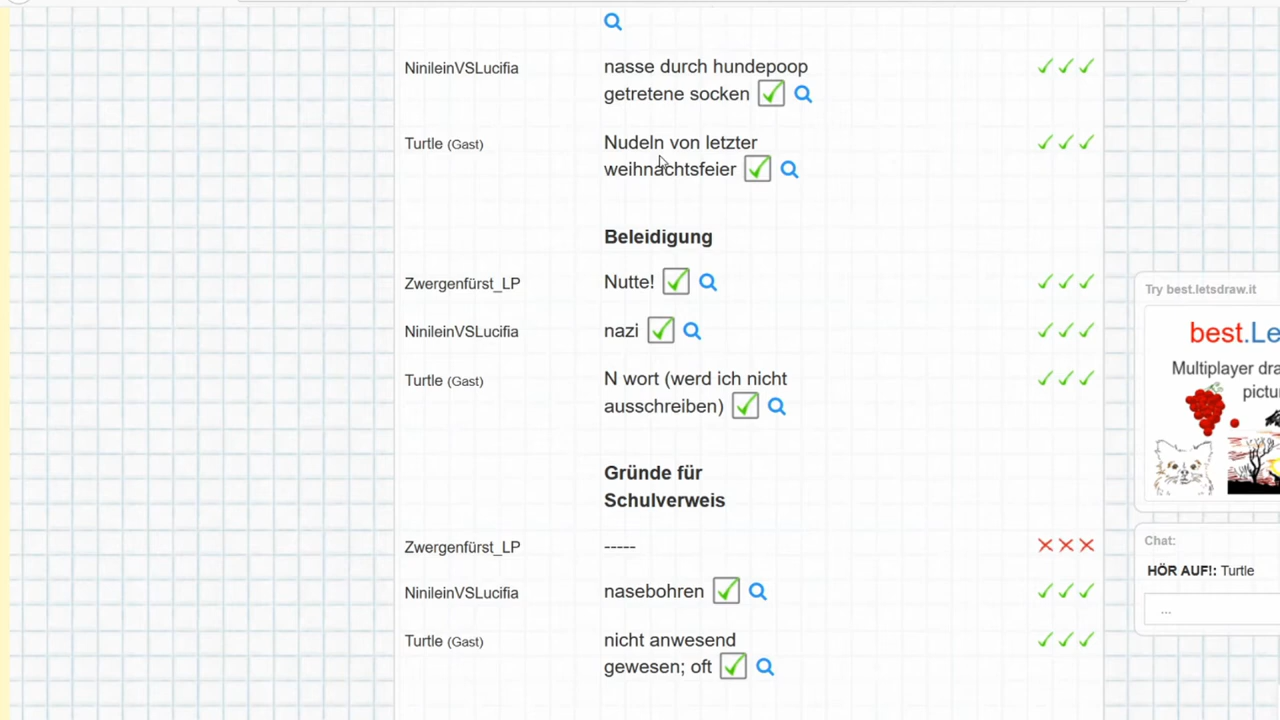 NinileinVSLucifia
nasse durch hundepoop
getretene socken
Turtle (Gast)
Nudeln von letzter
weihnachtsfeier
Beleidigung
Zwergenfürst_LP
Nutte!
NinileinVSLucifia
nazi
Turtle (Gast)
N wort (werd ich nicht
ausschreiben)
Gründe für
Schulverweis
Zwergenfürst_LP
-----
NinileinVSLucifia
nasebohren
Turtle (Gast)
nicht anwesend
gewesen; oft
Try best.letsdraw.it
best.Le
Multiplayer dra
pictu
Chat:
HÖR AUF!: Turtle
...